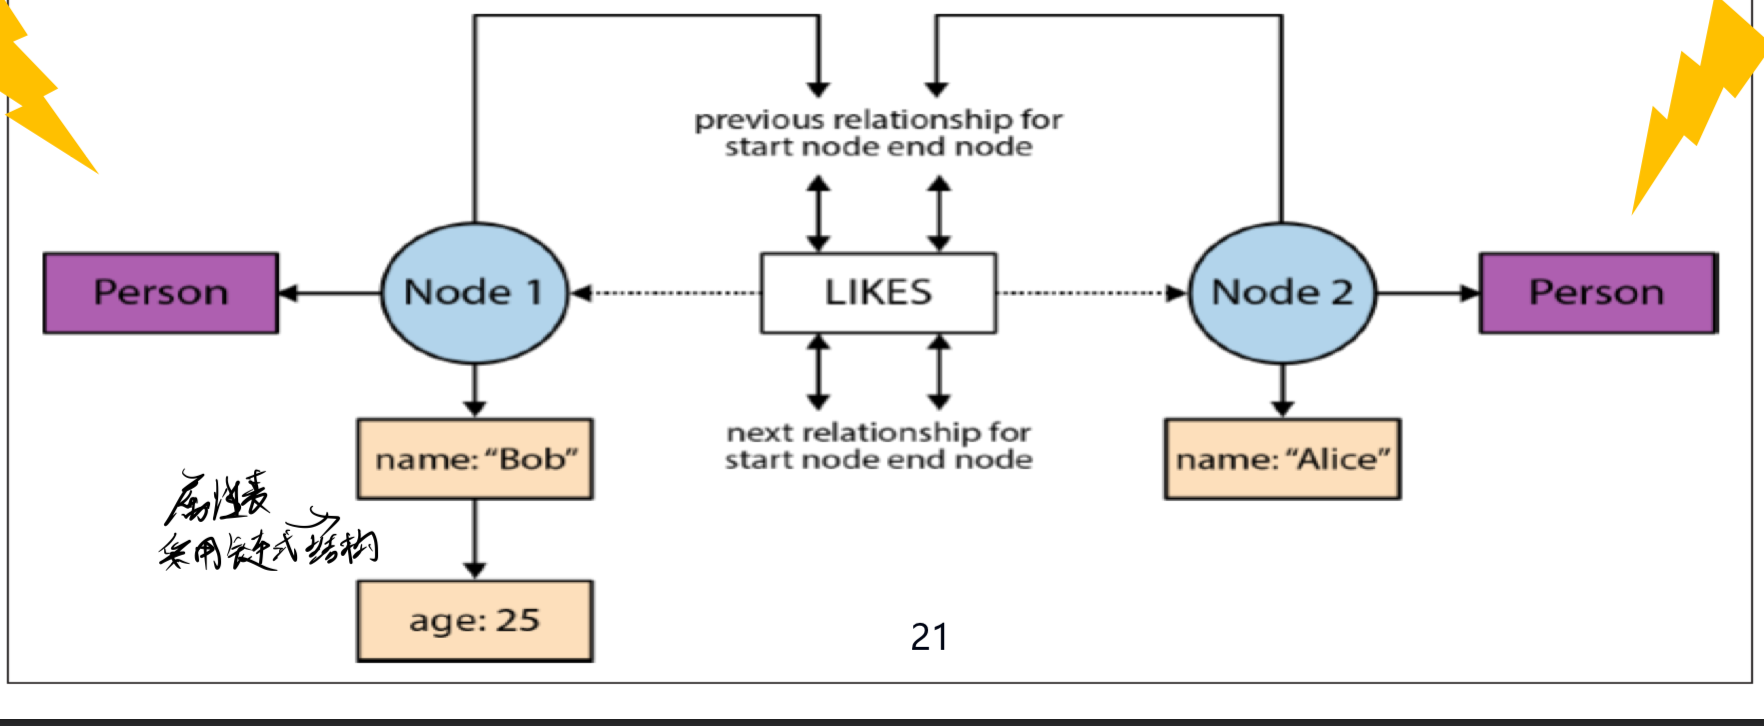 previous relationship for
start node end node
Person
Node 1
LIKES
Node 2
Person
next relationship for
start node end node
name: “Bob”
name: “Alice”
属性表
采用链式结构
age: 25
21